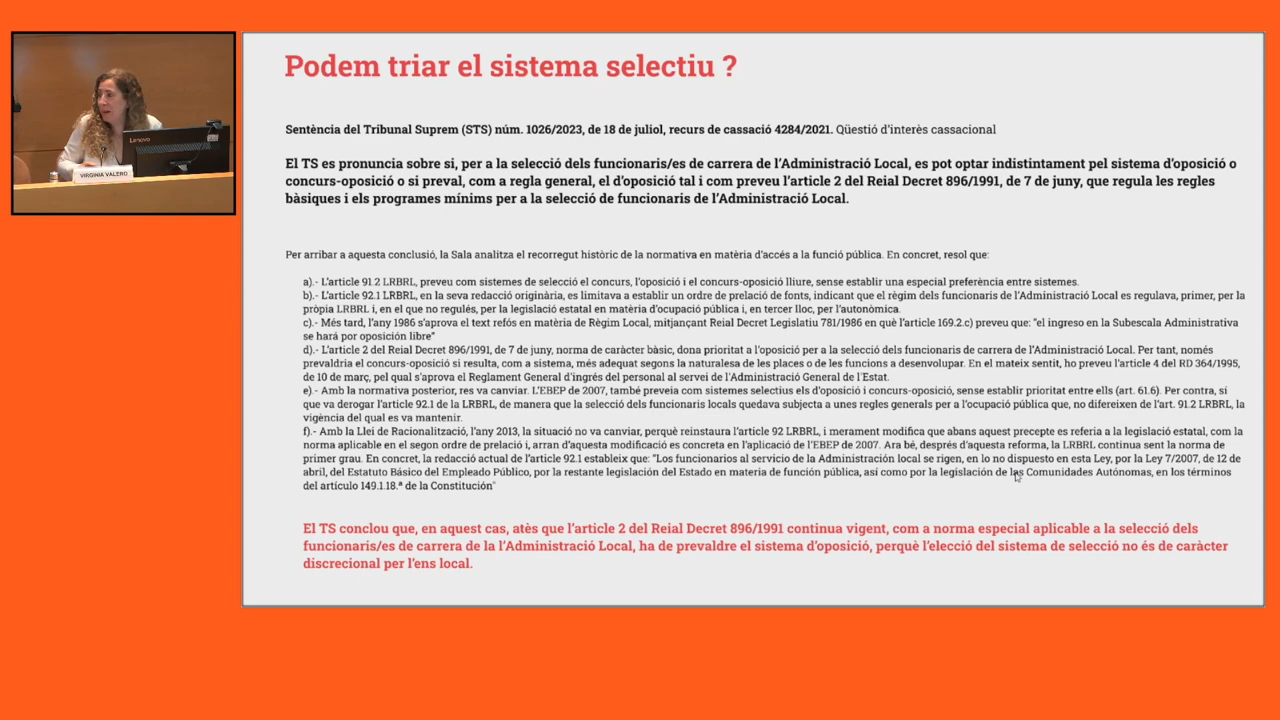 Podem triar el sistema selectiu ?
Lenovo
VIRGINIA VALERO
Sentència del Tribunal Suprem (STS) núm. 1026/2023, de 18 de juliol, recurs de cassació 4284/2021. Qüestió d'interès cassacional
El TS es pronuncia sobre si, per a la selecció dels funcionaris/es de carrera de l'Administració Local, es pot optar indistintament pel sistema d'oposició o
concurs-oposició o si preval, com a regla general, el d'oposició tal i com preveu l'article 2 del Reial Decret 896/1991, de 7 de juny, que regula les regles
bàsiques i els programes mínims per a la selecció de funcionaris de l'Administració Local.
Per arribar a aquesta conclusió, la Sala analitza el recorregut històric de la normativa en matèria d'accés a la funció pública. En concret, resol que:
a).- L'article 91.2 LRBRL, preveu com sistemes de selecció el concurs, l'oposició i el concurs-oposició lliure, sense establir una especial preferència entre sistemes.
b).- L'article 92.1 LRBRL, en la seva redacció originària, es limitava a establir un ordre de prelació de fonts, indicant que el règim dels funcionaris de l'Administració Local es regulava, primer, per la
pròpia LRBRL i, en el que no regulés, per la legislació estatal en matèria d'ocupació pública i, en tercer lloc, per l'autonòmica.
c).- Més tard, l'any 1986 s'aprova el text refós en matèria de Règim Local, mitjançant Reial Decret Legislatiu 781/1986 en què l'article 169.2.c) preveu que: "el ingreso en la Subescala Administrativa
se hará por oposición libre"
d).- L'article 2 del Reial Decret 896/1991, de 7 de juny, norma de caràcter bàsic, dona prioritat a l'oposició per a la selecció dels funcionaris de carrera de l'Administració Local. Per tant, només
prevaldria el concurs-oposició si resulta, com a sistema, més adequat segons la naturalesa de les places o de les funcions a desenvolupar. En el mateix sentit, ho preveu l'article 4 del RD 364/1995,
de 10 de març, pel qual s'aprova el Reglament General d'ingrés del personal al servei de l'Administració General de l'Estat.
e).- Amb la normativa posterior, res va canviar. L'EBEP de 2007, també preveia com sistemes selectius els d'oposició i concurs-oposició, sense establir prioritat entre ells (art. 61.6). Per contra, sí
que va derogar l'article 92.1 de la LRBRL, de manera que la selecció dels funcionaris locals quedava subjecta a unes regles generals per a l'ocupació pública que, no difereixen de l'art. 91.2 LRBRL, la
vigència del qual es va mantenir.
f).- Amb la Llei de Racionalització, l'any 2013, la situació no va canviar, perquè reinstaura l'article 92 LRBRL, i merament modifica que abans aquest precepte es referia a la legislació estatal, com la
norma aplicable en el segon ordre de prelació i, arran d'aquesta modificació es concreta en l'aplicació de l'EBEP de 2007. Ara bé, després d'aquesta reforma, la LRBRL continua sent la norma de
primer grau. En concret, la redacció actual de l'article 92.1 estableix que: "Los funcionarios al servicio de la Administración local se rigen, en lo no dispuesto en esta Ley, por la Ley 7/2007, de 12 de
abril, del Estatuto Básico del Empleado Público, por la restante legislación del Estado en materia de función pública, así como por la legislación de las Comunidades Autónomas, en los términos
del artículo 149.1.18.ª de la Constitución"
El TS conclou que, en aquest cas, atès que l'article 2 del Reial Decret 896/1991 continua vigent, com a norma especial aplicable a la selecció dels
funcionaris/es de carrera de la l'Administració Local, ha de prevaldre el sistema d'oposició, perquè l'elecció del sistema de selecció no és de caràcter
discrecional per l'ens local.